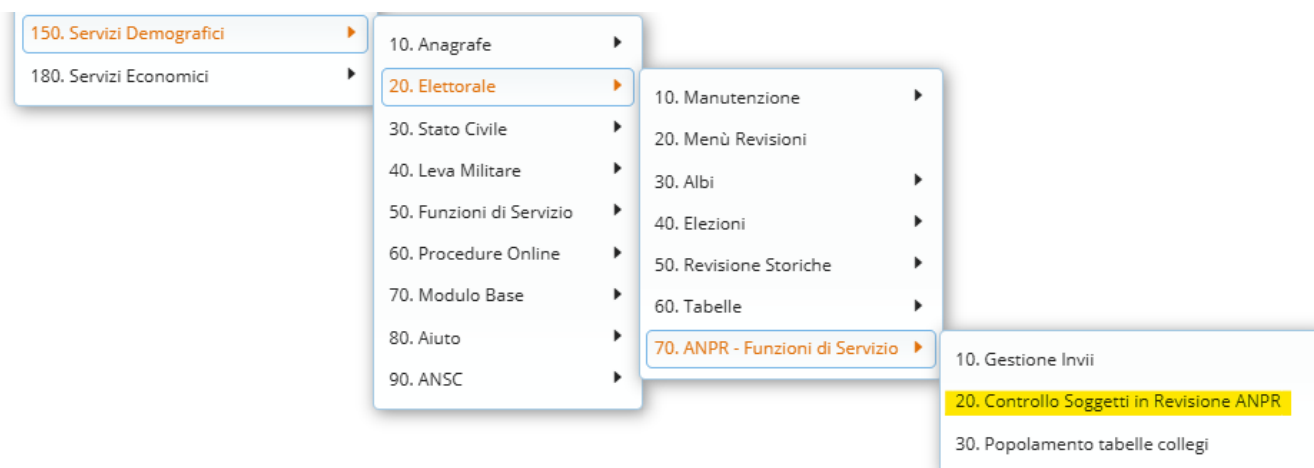 150. Servizi Demografici
180. Servizi Economici
10. Anagrafe
20. Elettorale
30. Stato Civile
40. Leva Militare
50. Funzioni di Servizio
60. Procedure Online
70. Modulo Base
80. Aiuto
90. ANSC
10. Manutenzione
20. Menù Revisioni
30. Albi
40. Elezioni
50. Revisione Storiche
60. Tabelle
70. ANPR - Funzioni di Servizio
10. Gestione Invii
20. Controllo Soggetti in Revisione ANPR
30. Popolamento tabelle collegi